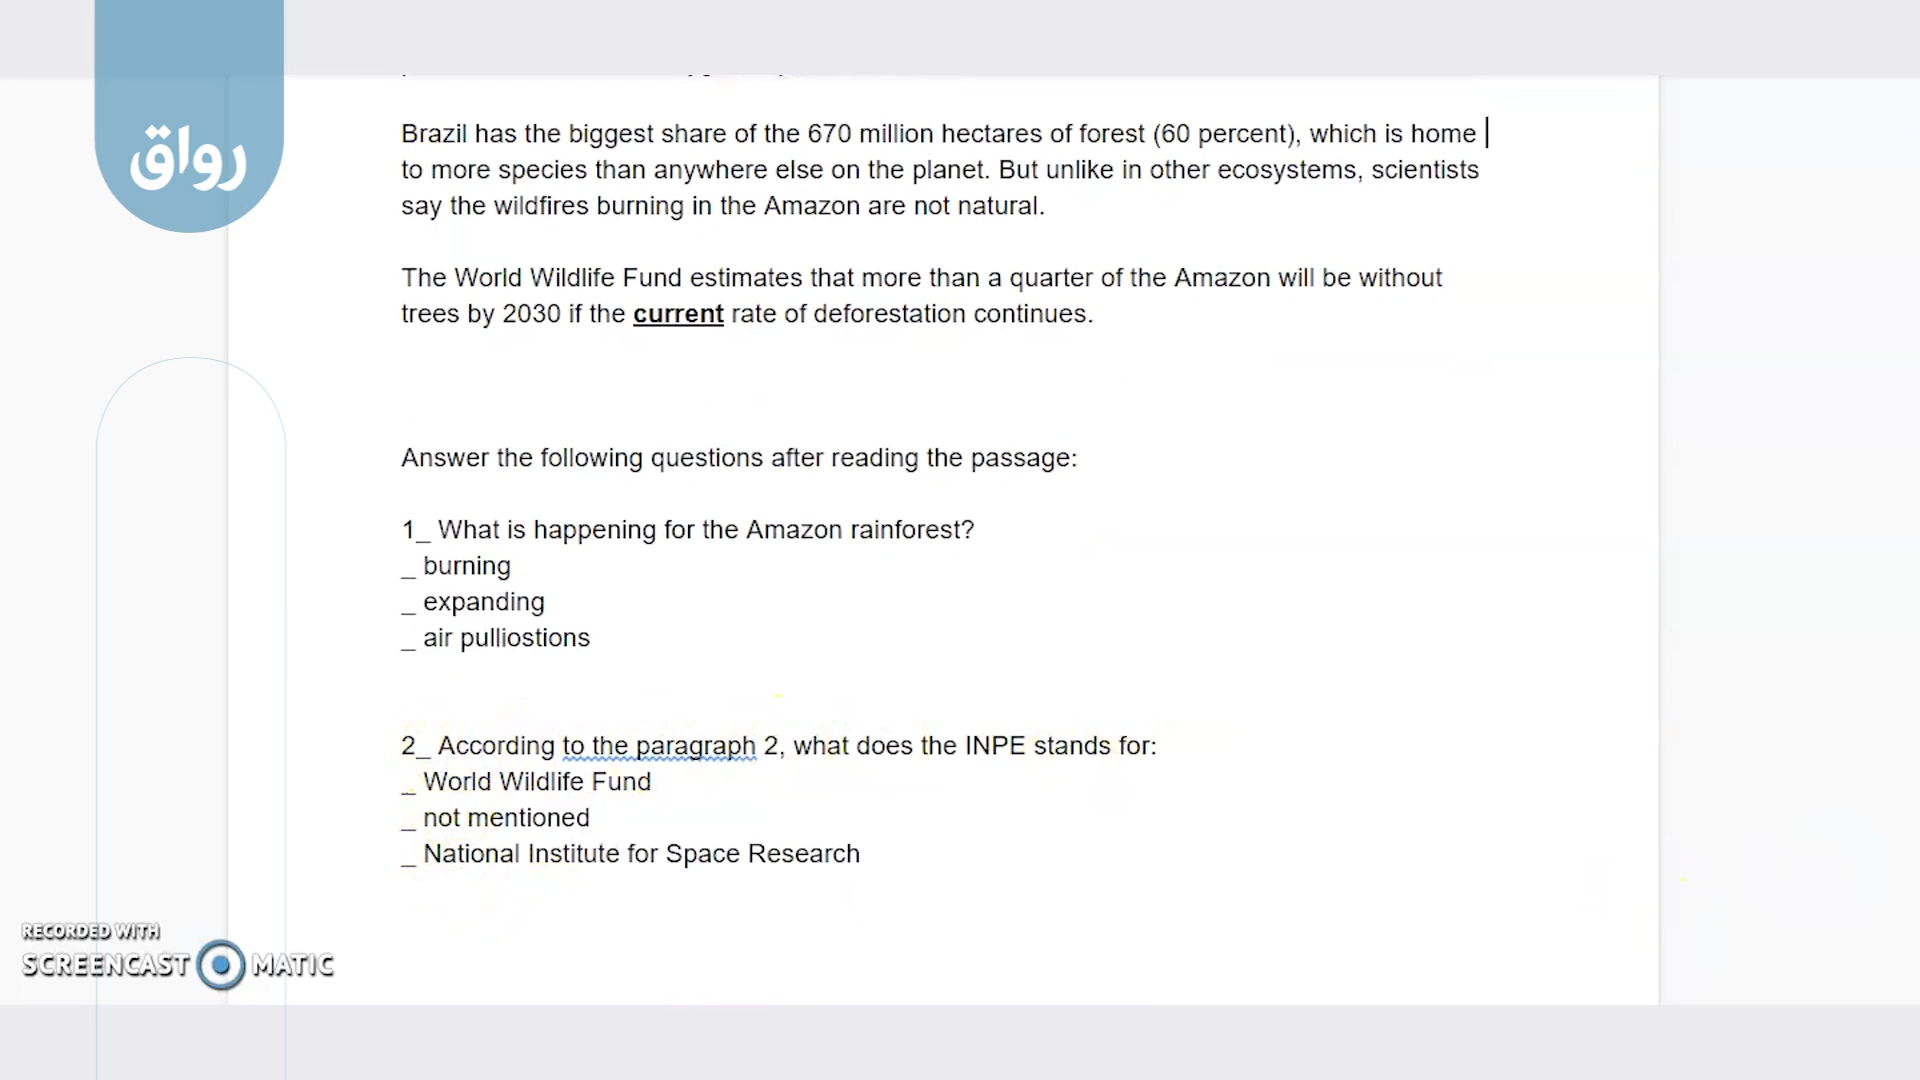 رواق
Brazil has the biggest share of the 670 million hectares of forest (60 percent), which is home
to more species than anywhere else on the planet. But unlike in other ecosystems, scientists
say the wildfires burning in the Amazon are not natural.
The World Wildlife Fund estimates that more than a quarter of the Amazon will be without
trees by 2030 if the current rate of deforestation continues.
Answer the following questions after reading the passage:
1_ What is happening for the Amazon rainforest?
_ burning
_ expanding
_ air pulliostions
2_ According to the paragraph 2, what does the INPE stands for:
_ World Wildlife Fund
_ not mentioned
_ National Institute for Space Research
RECORDED WITH
SCREENCAST MATIC